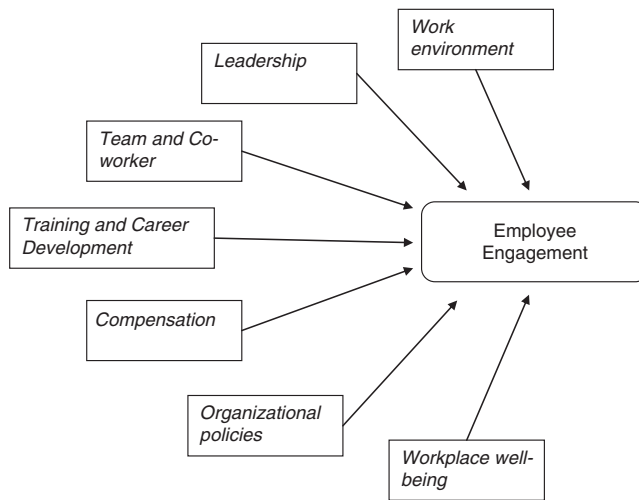 Work
environment
Leadership
Team and Co-
worker
Training and Career
Development
Employee
Engagement
Compensation
Organizational
policies
Workplace well-
being